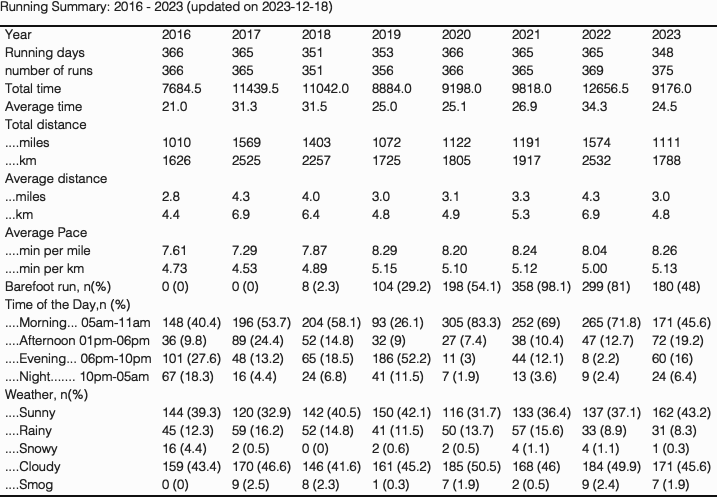 Running Summary: 2016 - 2023 (updated on 2023-12-18)
Year 2016 2017 2018 2019 2020 2021 2022 2023
Running days 366 365 351 353 366 365 365 348
number of runs 366 365 351 356 366 365 369 375
Total time 7684.5 11439.5 11042.0 8884.0 9198.0 9818.0 12656.5 9176.0
Average time 21.0 31.3 31.5 25.0 25.1 26.9 34.3 24.5
Total distance
....miles 1010 1569 1403 1072 1122 1191 1574 1111
....km 1626 2525 2257 1725 1805 1917 2532 1788
Average distance
...miles 2.8 4.3 4.0 3.0 3.1 3.3 4.3 3.0
...km 4.4 6.9 6.4 4.8 4.9 5.3 6.9 4.8
Average Pace
....min per mile 7.61 7.29 7.87 8.29 8.20 8.24 8.04 8.26
....min per km 4.73 4.53 4.89 5.15 5.10 5.12 5.00 5.13
Barefoot run, n(%) 0 (0) 0 (0) 8 (2.3) 104 (29.2) 198 (54.1) 358 (98.1) 299 (81) 180 (48)
Time of the Day,n (%)
....Morning... 05am-11am 148 (40.4) 196 (53.7) 204 (58.1) 93 (26.1) 305 (83.3) 252 (69) 265 (71.8) 171 (45.6)
....Afternoon 01pm-06pm 36 (9.8) 89 (24.4) 52 (14.8) 32 (9) 27 (7.4) 38 (10.4) 47 (12.7) 72 (19.2)
....Evening... 06pm-10pm 101 (27.6) 48 (13.2) 65 (18.5) 186 (52.2) 11 (3) 44 (12.1) 8 (2.2) 60 (16)
....Night....... 10pm-05am 67 (18.3) 16 (4.4) 24 (6.8) 41 (11.5) 7 (1.9) 13 (3.6) 9 (2.4) 24 (6.4)
Weather, n(%)
....Sunny 144 (39.3) 120 (32.9) 142 (40.5) 150 (42.1) 116 (31.7) 133 (36.4) 137 (37.1) 162 (43.2)
....Rainy 45 (12.3) 59 (16.2) 52 (14.8) 41 (11.5) 50 (13.7) 57 (15.6) 33 (8.9) 31 (8.3)
....Snowy 16 (4.4) 2 (0.5) 0 (0) 2 (0.6) 2 (0.5) 4 (1.1) 4 (1.1) 1 (0.3)
....Cloudy 159 (43.4) 170 (46.6) 146 (41.6) 161 (45.2) 185 (50.5) 168 (46) 184 (49.9) 171 (45.6)
....Smog 0 (0) 9 (2.5) 8 (2.3) 1 (0.3) 7 (1.9) 2 (0.5) 9 (2.4) 7 (1.9)